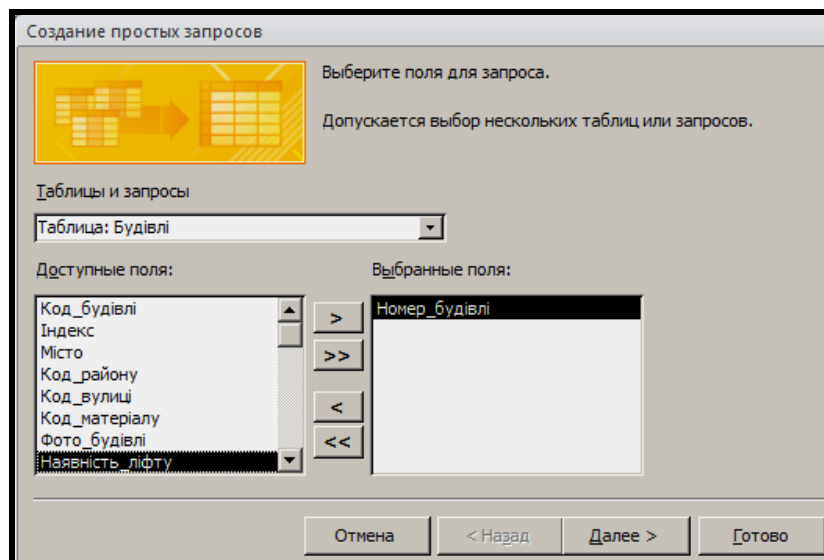 Создание простых запросов
Выберите поля для запроса.
Допускается выбор нескольких таблиц или запросов.
Таблицы и запросы
Таблица: Будівлі
Доступные поля:
Выбранные поля:
Код_будівлі
Індекс
Місто
Код_району
Код_вулиці
Код_матеріалу
Фото_будівлі
Наявність_ліфту
>
>>
<
<<
Номер_будівлі
Отмена
< Назад
Далее >
Готово